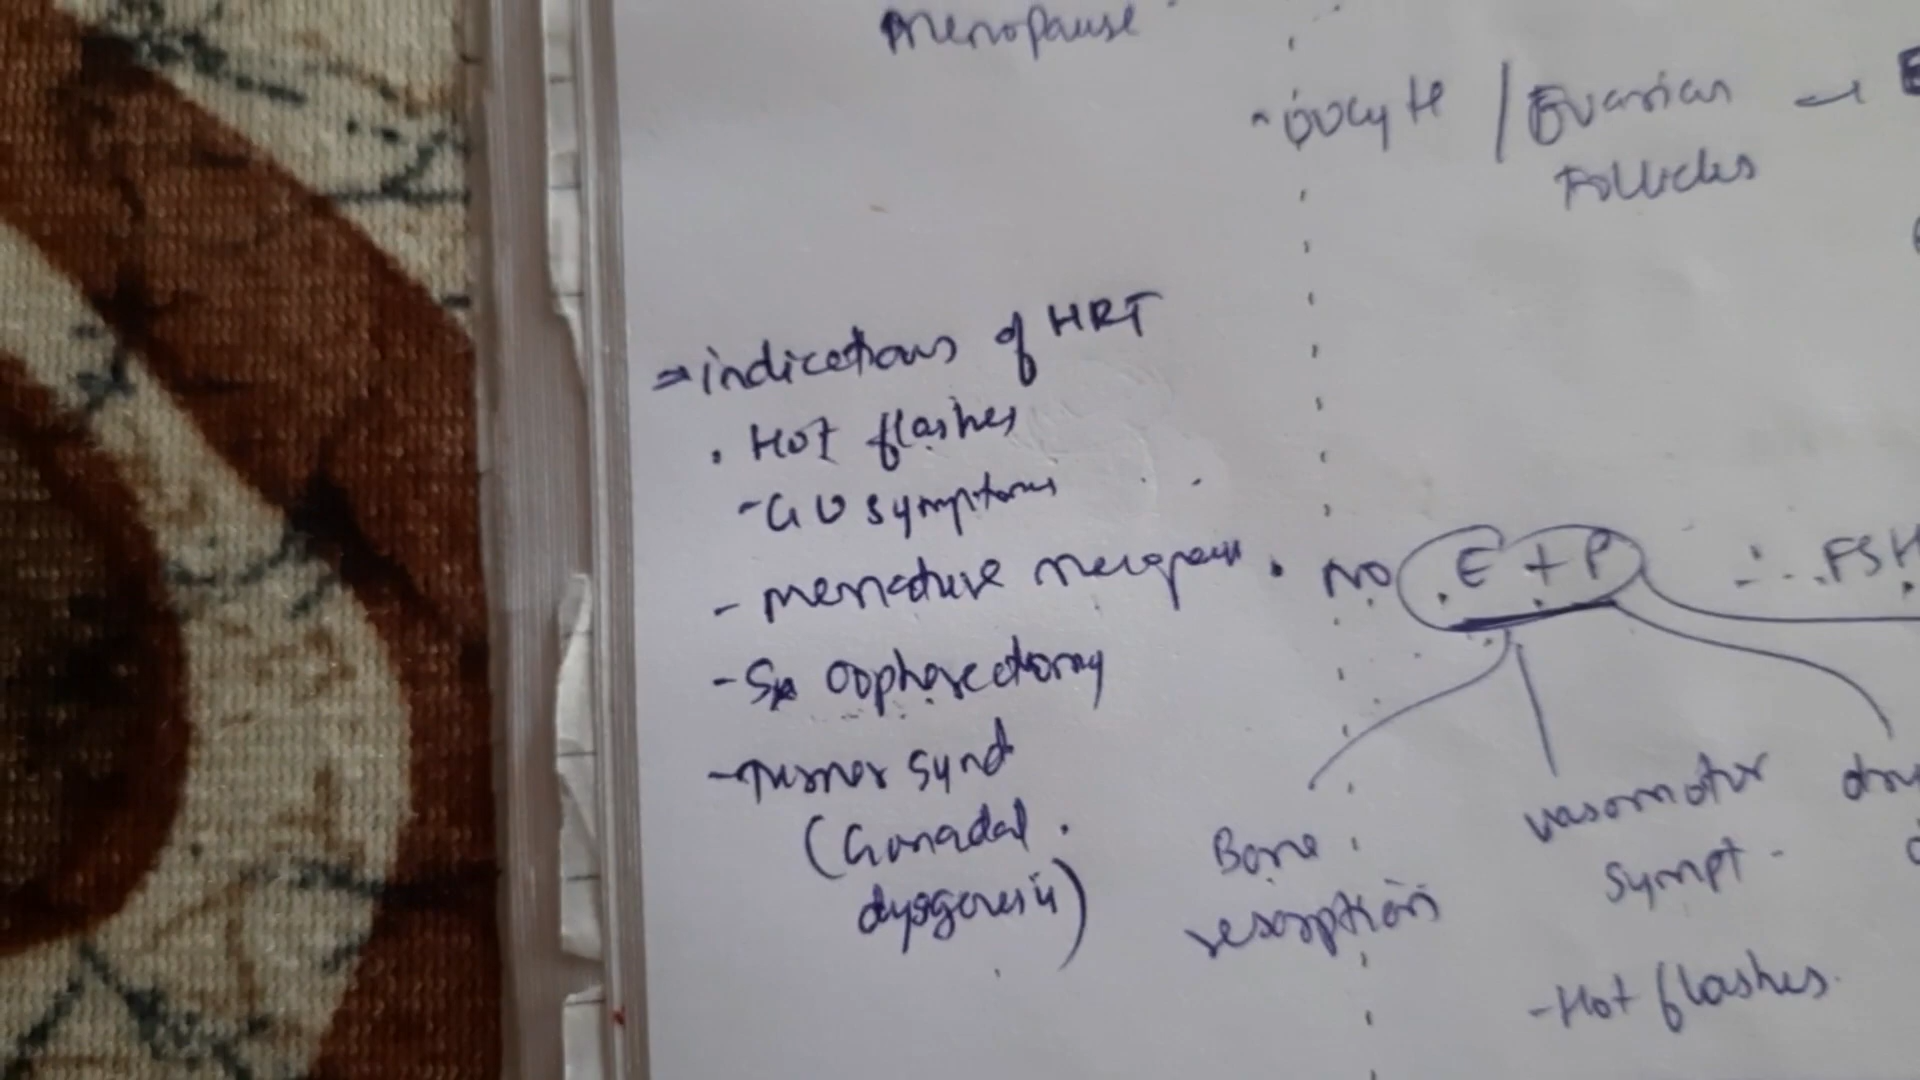 menopause
oocyte / Ovarian
Follicles
⇒ indications of HRT
. Hot flashes
- GU symptoms
- premature menopause
- Sx oophorectomy
- Turner Synd
(Gonadal
dysgenesis)
NO E + P
∴ FSH
Bone
resorption
vasomotor
sympt -
- Hot flashes